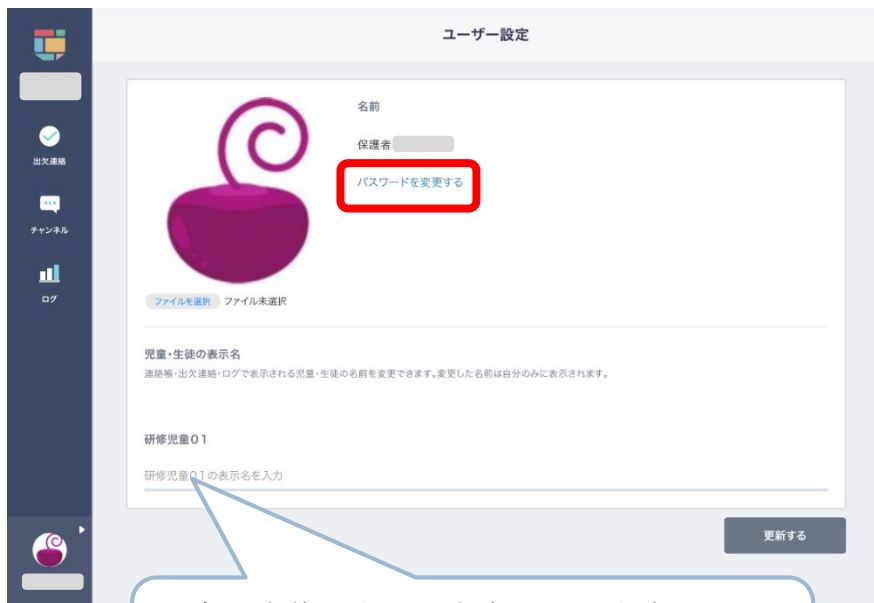 ユーザー設定
出欠連絡
チャンネル
ログ
名前
保護者
パスワードを変更する
ファイルを選択 ファイル未選択
児童・生徒の表示名
連絡帳・出欠連絡・ログで表示される児童・生徒の名前を変更できます。変更した名前は自分のみに表示されます。
研修児童01
研修児童01の表示名を入力
更新する